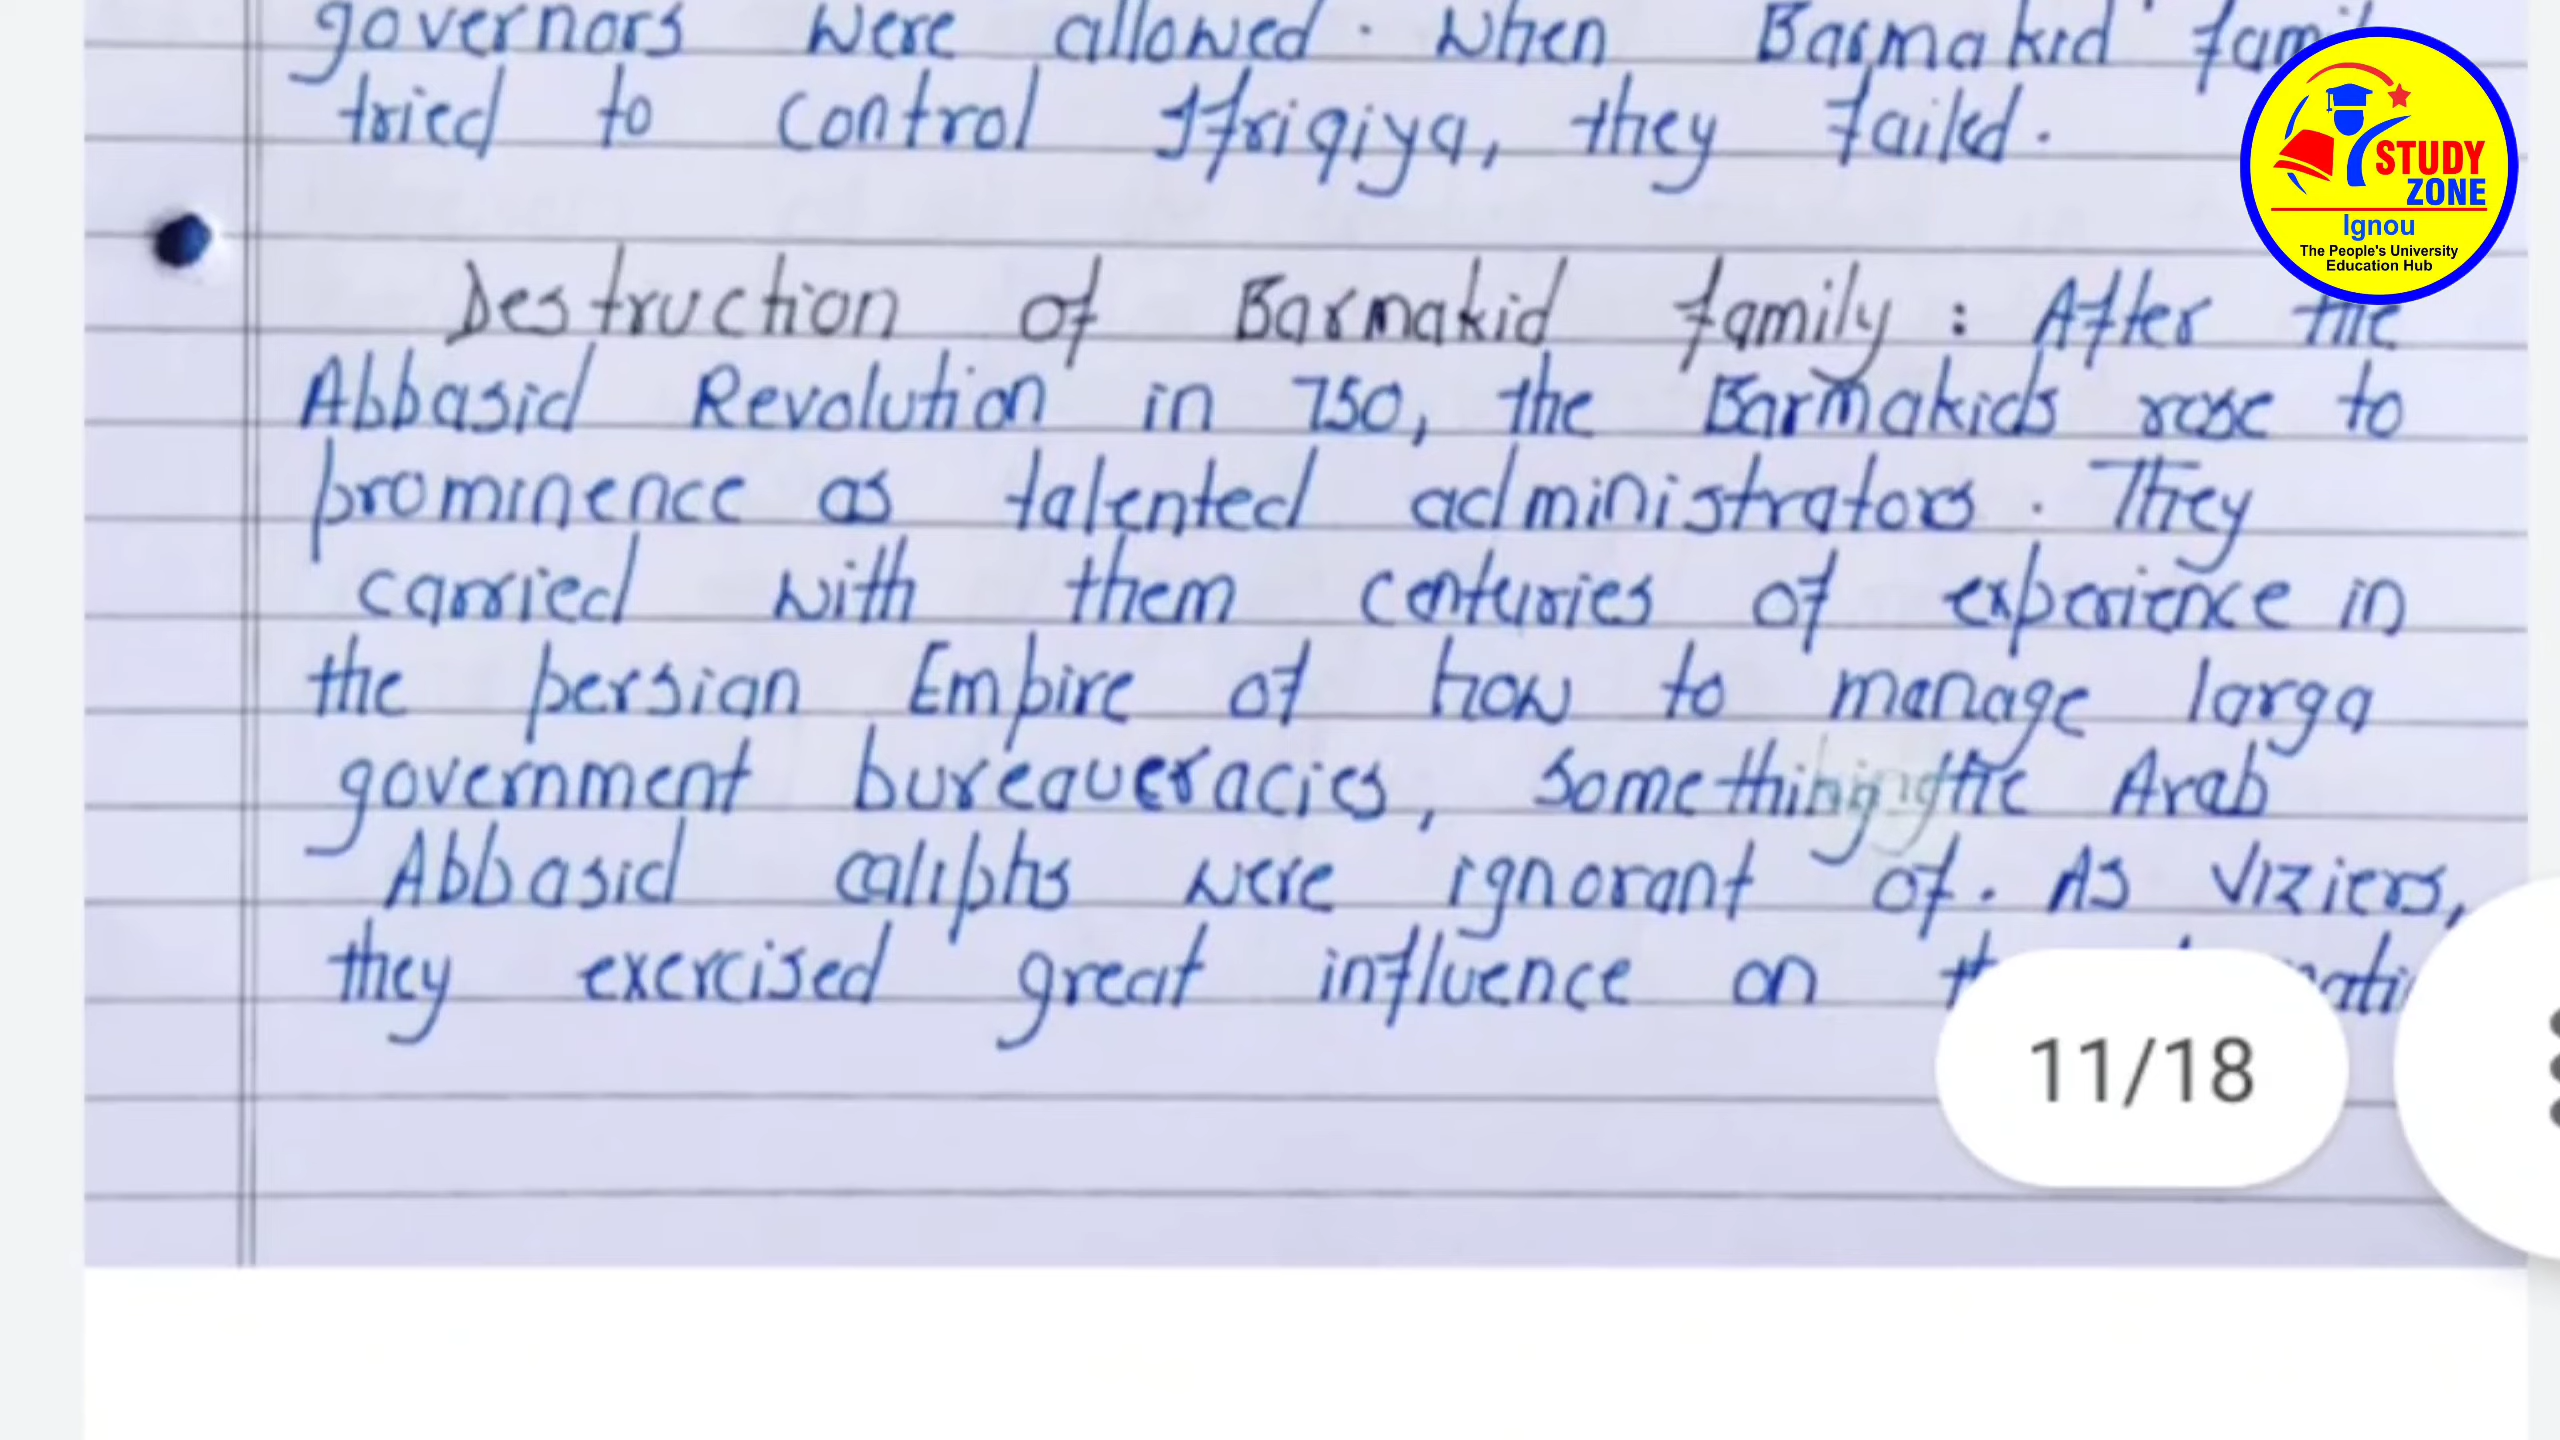 governors were allowed. When Barmakid
tried to control Ifriqiya, they failed.
STUDY
ZONE
Ignou
The People's University
Education Hub
Destruction of Barmakid family : After the
Abbasid Revolution in 750, the Barmakids rose to
prominence as talented administrators. They
carried with them centuries of experience in
the persian Empire of how to manage larga
government bureaueracies, Something the Arab
Abbasid caliphs were ignorant of. As Viziers,
they exercised great influence on
11/18